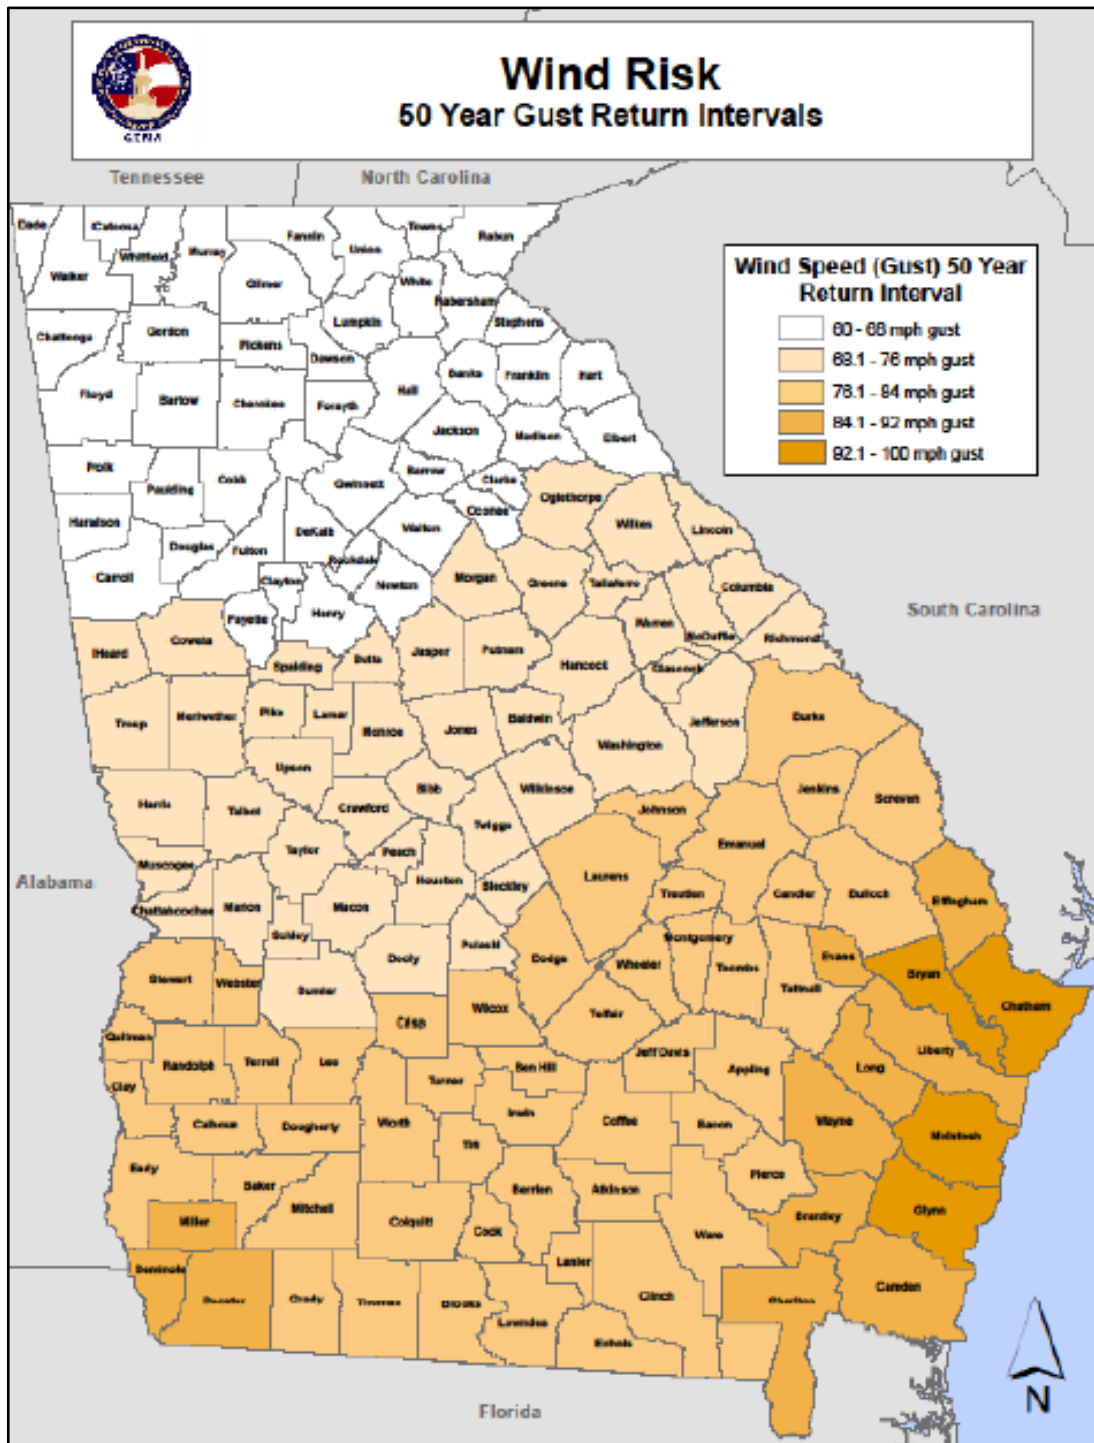 Wind Risk
50 Year Gust Return Intervals
GEMA
Tennessee
North Carolina
Dade
Catoosa
Whitfield
Murray
Fannin
Union
Towns
Rabun
Walker
Gilmer
White
Habersham
Stephens
Lumpkin
Chattooga
Gordon
Pickens
Dawson
Banks
Franklin
Hart
Floyd
Bartow
Cherokee
Forsyth
Hall
Jackson
Madison
Elbert
Polk
Paulding
Cobb
Gwinnett
Barrow
Clarke
Oconee
Oglethorpe
Wilkes
Lincoln
Haralson
Douglas
Fulton
DeKalb
Rockdale
Walton
Carroll
Clayton
Newton
Morgan
Greene
Taliaferro
Columbia
Fayette
Henry
Warren
McDuffie
Richmond
Heard
Coweta
Spalding
Butts
Jasper
Putnam
Hancock
Glascock
Troup
Meriwether
Pike
Lamar
Monroe
Jones
Baldwin
Washington
Jefferson
Burke
Upson
Bibb
Wilkinson
Jenkins
Screven
Harris
Talbot
Crawford
Twiggs
Johnson
Emanuel
Taylor
Peach
Muscogee
Houston
Bleckley
Laurens
Treutlen
Candler
Bulloch
Effingham
Chattahoochee
Marion
Macon
Schley
Dooly
Pulaski
Dodge
Wheeler
Montgomery
Toombs
Tattnall
Evans
Bryan
Chatham
Stewart
Webster
Sumter
Crisp
Wilcox
Telfair
Quitman
Randolph
Terrell
Lee
Turner
Ben Hill
Jeff Davis
Appling
Long
Liberty
Clay
Calhoun
Dougherty
Worth
Tift
Irwin
Coffee
Bacon
Wayne
McIntosh
Early
Baker
Mitchell
Colquitt
Berrien
Atkinson
Pierce
Miller
Cook
Ware
Brantley
Glynn
Seminole
Decatur
Grady
Thomas
Brooks
Lanier
Lowndes
Clinch
Echols
Charlton
Camden
Wind Speed (Gust) 50 Year
Return Interval
60 - 68 mph gust
68.1 - 76 mph gust
76.1 - 84 mph gust
84.1 - 92 mph gust
92.1 - 100 mph gust
South Carolina
Alabama
Florida
N